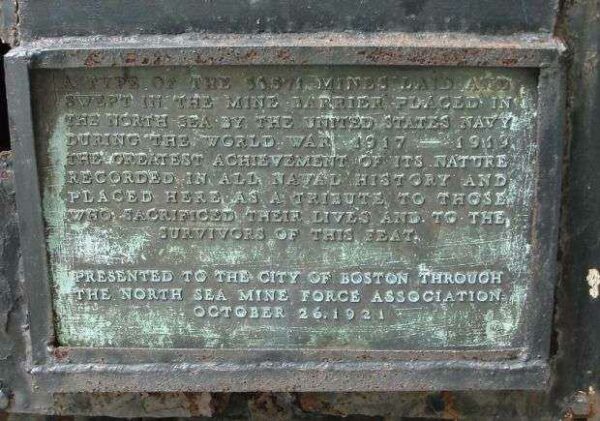 A TYPE OF THE 56,571 MINES LAID AND
SWEPT IN THE MINE BARRIER PLACED IN
THE NORTH SEA BY THE UNITED STATES NAVY
DURING THE WORLD WAR, 1917 — 1919
THE GREATEST ACHIEVEMENT OF ITS NATURE
RECORDED IN ALL NAVAL HISTORY AND
PLACED HERE AS A TRIBUTE TO THOSE
WHO SACRIFICED THEIR LIVES AND TO THE
SURVIVORS OF THIS FEAT.
PRESENTED TO THE CITY OF BOSTON THROUGH
THE NORTH SEA MINE FORCE ASSOCIATION
OCTOBER 26, 1921